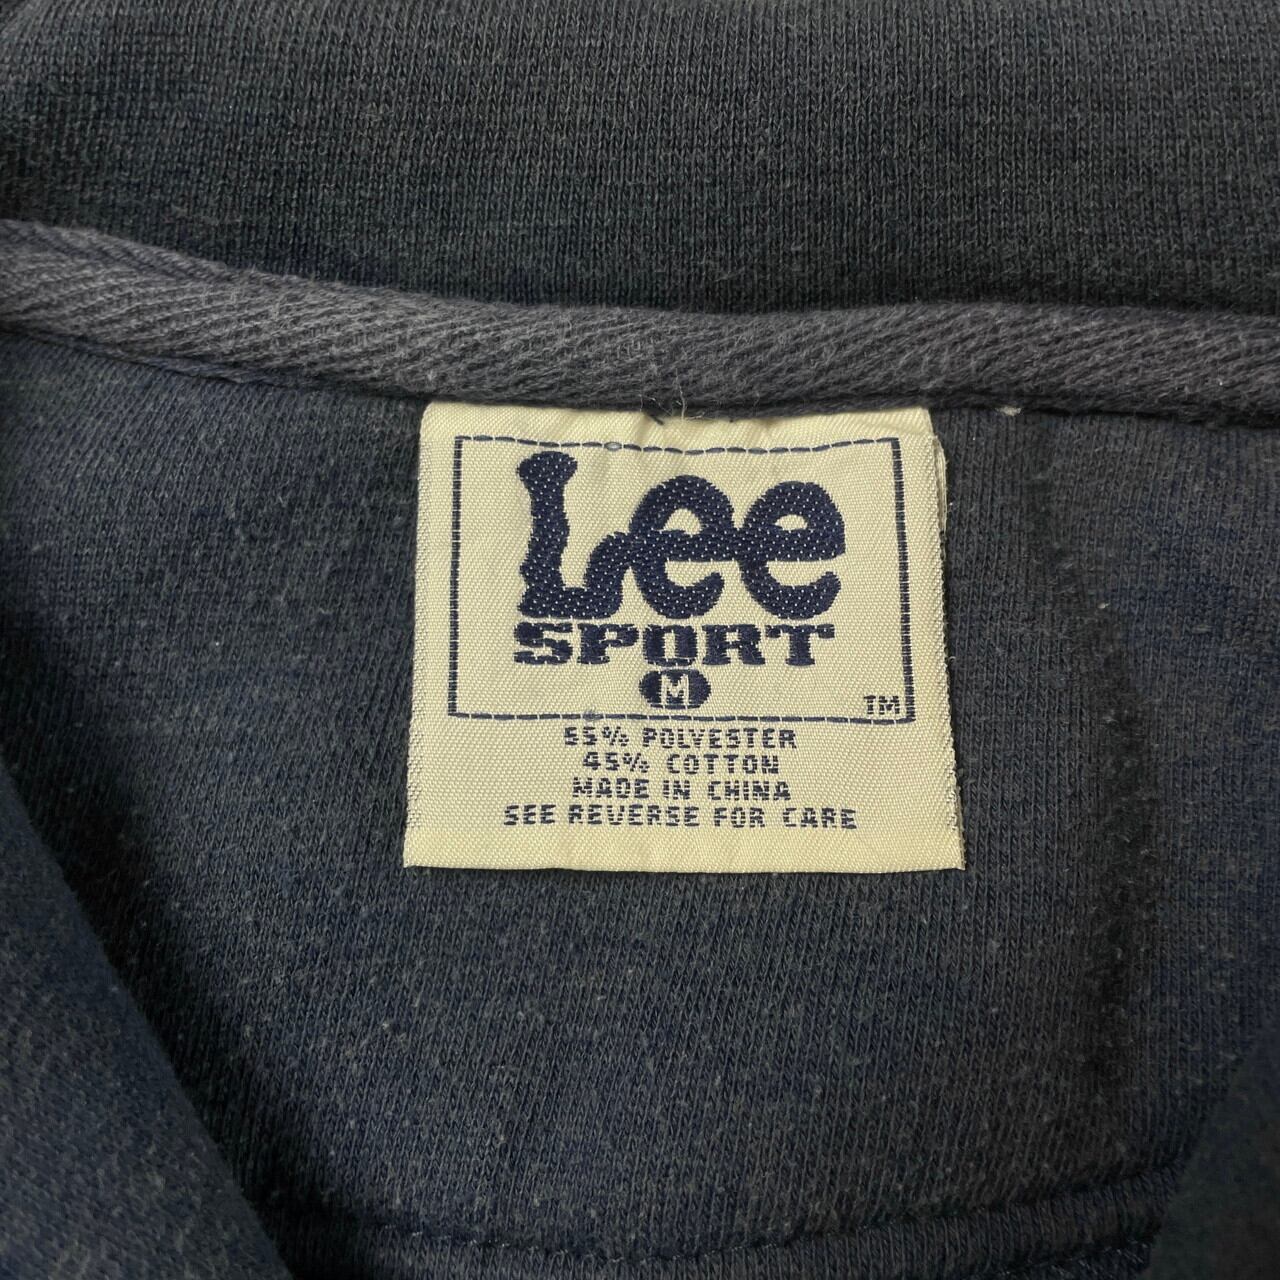 Lee
SPORT
M
TM
55% POLYESTER
45% COTTON
MADE IN CHINA
SEE REVERSE FOR CARE